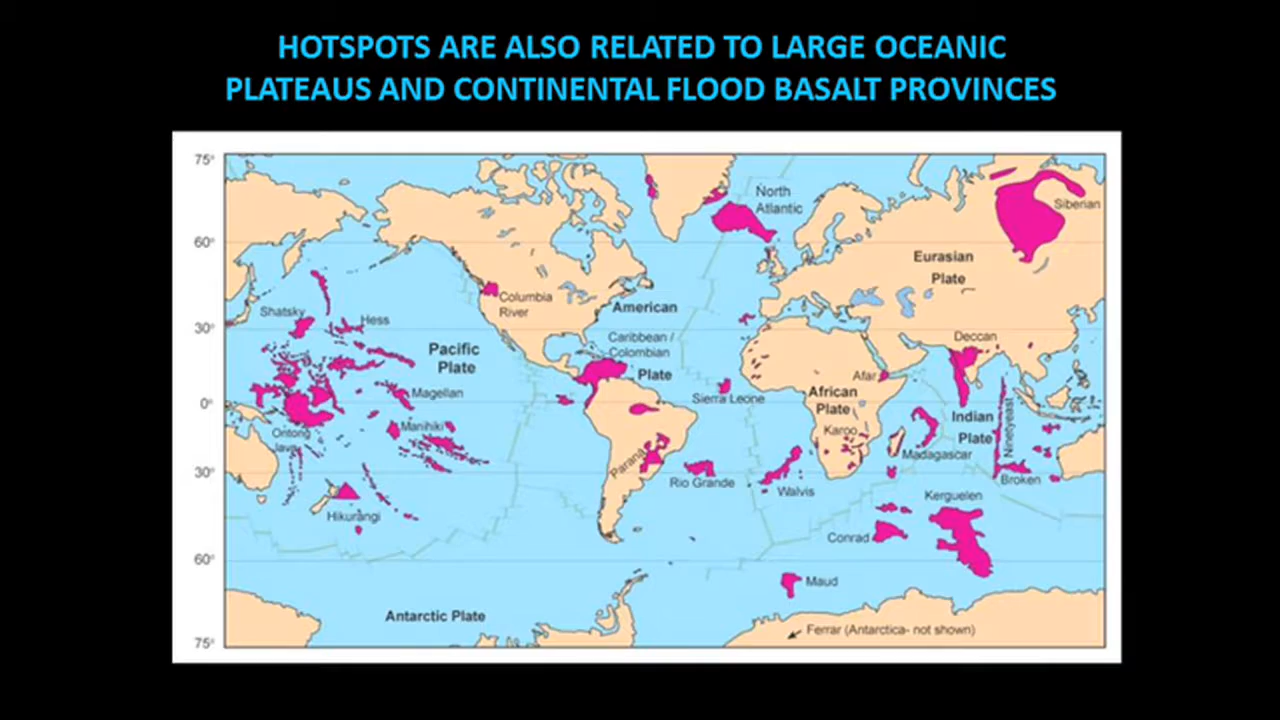 HOTSPOTS ARE ALSO RELATED TO LARGE OCEANIC
PLATEAUS AND CONTINENTAL FLOOD BASALT PROVINCES
75°
60°
30°
0°
30°
60°
75°
North
Atlantic
Siberian
Eurasian
Plate
Columbia
River
American
Shatsky
Hess
Caribbean /
Colombian
Plate
Deccan
Pacific
Plate
Afar
Magellan
Sierra Leone
African
Plate
Indian
Plate
Ninetyeast
Manihiki
Karoo
Ontong
Java
Parana
Madagascar
Rio Grande
Walvis
Broken
Hikurangi
Kerguelen
Conrad
Maud
Antarctic Plate
Ferrar (Antarctica- not shown)